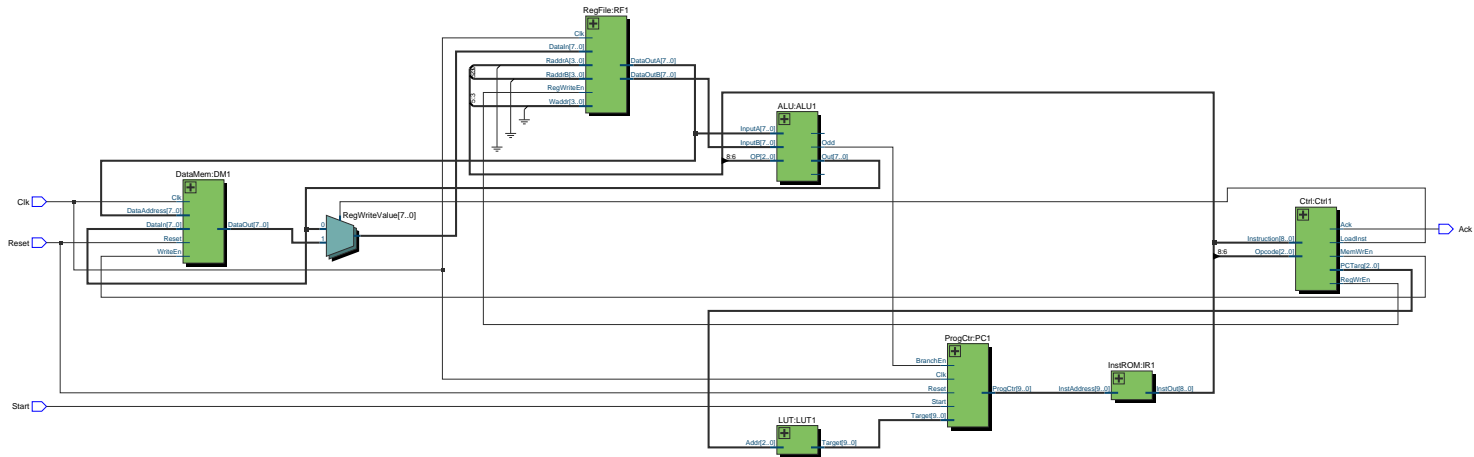 RegFile:RF1
Clk
DataIn[7..0]
RaddrA[3..0]
RaddrB[3..0]
RegWriteEn
Waddr[3..0]
DataOutA[7..0]
DataOutB[7..0]
5:3
ALU:ALU1
InputA[7..0]
InputB[7..0]
OP[2..0]
Odd
Out[7..0]
8:6
DataMem:DM1
Clk
DataAddress[7..0]
DataIn[7..0]
Reset
WriteEn
DataOut[7..0]
RegWriteValue[7..0]
0
1
Clk
Reset
Start
Ctrl:Ctrl1
Instruction[8..0]
Opcode[2..0]
8:6
Ack
LoadInst
MemWrEn
PCTarg[2..0]
RegWrEn
Ack
ProgCtr:PC1
BranchEn
Clk
Reset
Start
Target[9..0]
ProgCtr[9..0]
InstROM:IR1
InstAddress[9..0]
InstOut[8..0]
LUT:LUT1
Addr[2..0]
Target[9..0]